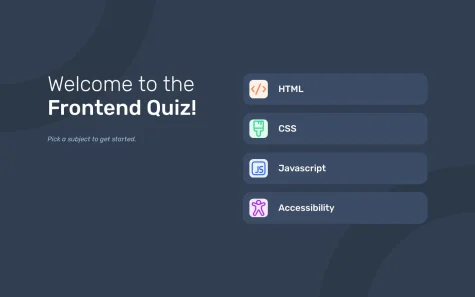 Welcome to the
Frontend Quiz!
Pick a subject to get started.
HTML
CSS
JS
Javascript
Accessibility